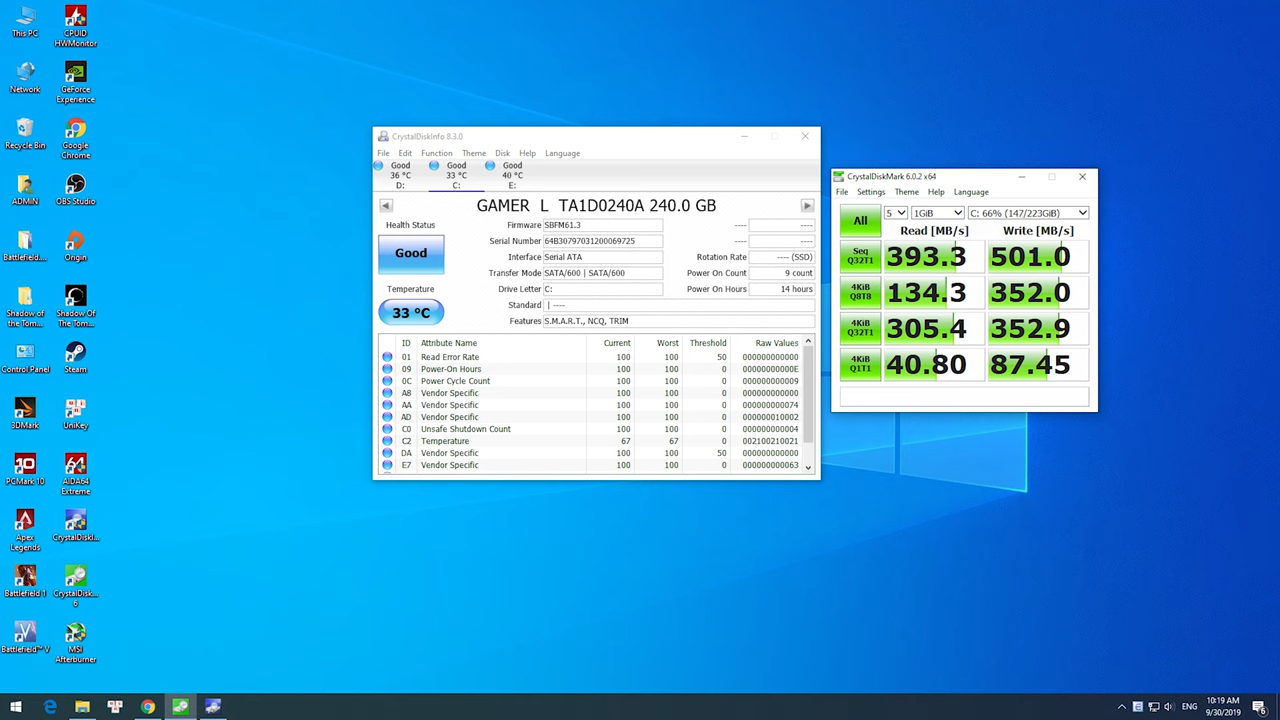 This PC
CPUID
HWMonitor
Network
GeForce
Experience
Recycle Bin
Google
Chrome
ADMIN
OBS Studio
Battlefield....
Origin
Shadow of
the Tom...
Shadow Of
The Tom...
Control Panel
Steam
3DMark
UniKey
PCMark 10
AIDA64
Extreme
Apex
Legends
CrystalDiskI...
Battlefield 1
CrystalDisk...
6
Battlefield™ V
MSI
Afterburner
CrystalDiskInfo 8.3.0
File Edit Function Theme Disk Help Language
Good Good Good
36 °C 33 °C 40 °C
D: C: E:
GAMER L TA1D0240A 240.0 GB
Health Status
Good
Temperature
33 °C
Firmware SBFM61.3 ---- ----
Serial Number 64B30797031200069725 ---- ----
Interface Serial ATA Rotation Rate ---- (SSD)
Transfer Mode SATA/600 | SATA/600 Power On Count 9 count
Drive Letter C: Power On Hours 14 hours
Standard | ----
Features S.M.A.R.T., NCQ, TRIM
ID Attribute Name Current Worst Threshold Raw Values
01 Read Error Rate 100 100 50 000000000000
09 Power-On Hours 100 100 0 00000000000E
0C Power Cycle Count 100 100 0 000000000009
A8 Vendor Specific 100 100 0 000000000000
AA Vendor Specific 100 100 0 000000000074
AD Vendor Specific 100 100 0 000000010002
C0 Unsafe Shutdown Count 100 100 0 000000000004
C2 Temperature 67 67 0 002100210021
DA Vendor Specific 100 100 50 000000000000
E7 Vendor Specific 100 100 0 000000000063
CrystalDiskMark 6.0.2 x64
File Settings Theme Help Language
All 5 1GiB C: 66% (147/223GiB)
Read [MB/s] Write [MB/s]
Seq
Q32T1 393.3 501.0
4KiB
Q8T8 134.3 352.0
4KiB
Q32T1 305.4 352.9
4KiB
Q1T1 40.80 87.45
ENG
10:19 AM
9/30/2019
6